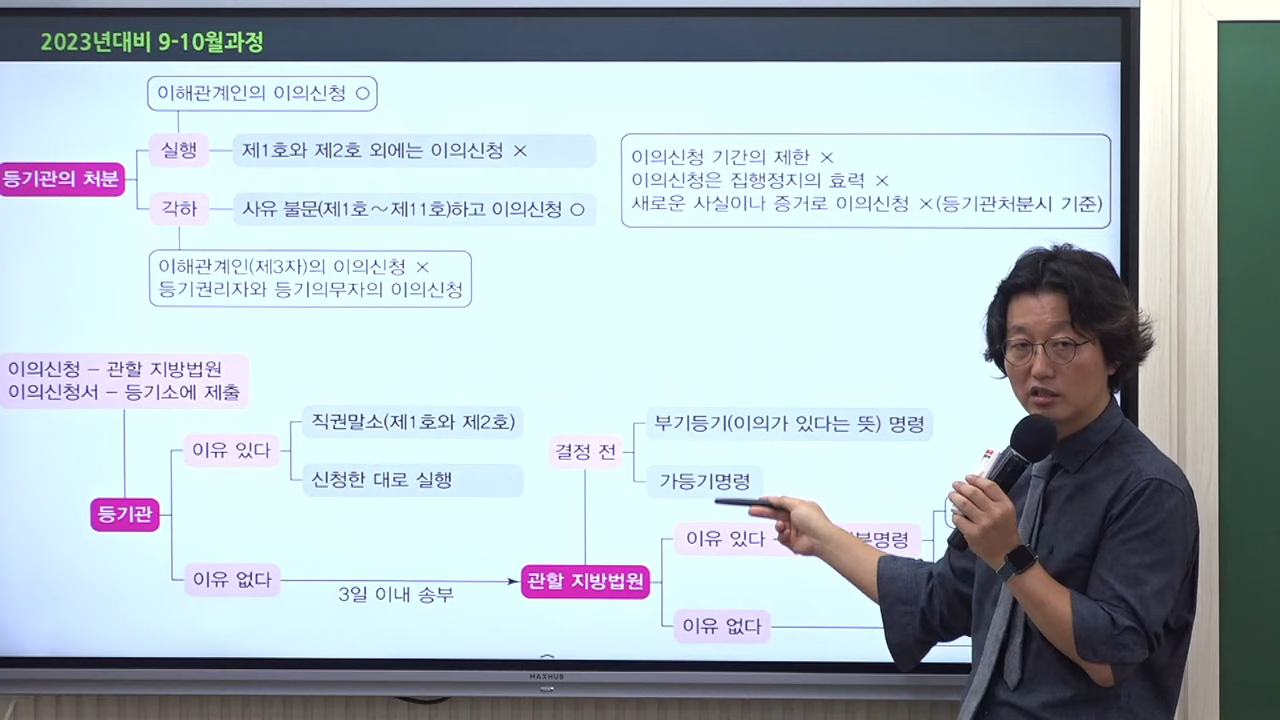 2023년대비 9-10월과정
이해관계인의 이의신청 ○
실행
제1호와 제2호 외에는 이의신청 ×
등기관의 처분
각하
사유 불문(제1호～제11호)하고 이의신청 ○
이해관계인(제3자)의 이의신청 ×
등기권리자와 등기의무자의 이의신청
이의신청 기간의 제한 ×
이의신청은 집행정지의 효력 ×
새로운 사실이나 증거로 이의신청 ×(등기관처분시 기준)
이의신청 – 관할 지방법원
이의신청서 – 등기소에 제출
등기관
이유 있다
직권말소(제1호와 제2호)
신청한 대로 실행
이유 없다
3일 이내 송부
관할 지방법원
결정 전
부기등기(이의가 있다는 뜻) 명령
가등기명령
이유 있다
명령
이유 없다
MAXHUB